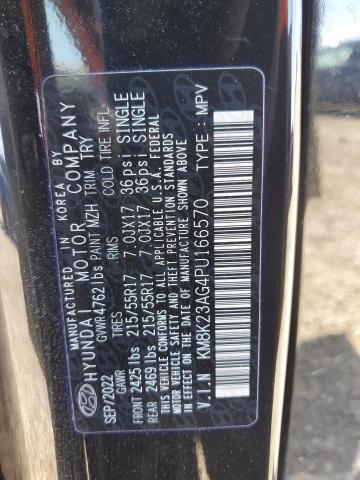 MANUFACTURED IN KOREA BY
HYUNDAI MOTOR COMPANY
SEP/2022 GVWR 4762 lbs PAINT MZH TRIM TRY
GAWR TIRES RIMS COLD TIRE INFL
FRONT 2425 lbs 215/55R17 7.0JX17 36psi SINGLE
REAR 2469 lbs 215/55R17 7.0JX17 36psi SINGLE
THIS VEHICLE CONFORMS TO ALL APPLICABLE U.S.A. FEDERAL
MOTOR VEHICLE SAFETY, BUMPER, AND THEFT PREVENTION
STANDARDS IN EFFECT ON THE DATE OF MANUFACTURE SHOWN ABOVE.
V.I.N KM8K23AG4PU166570 TYPE: MPV